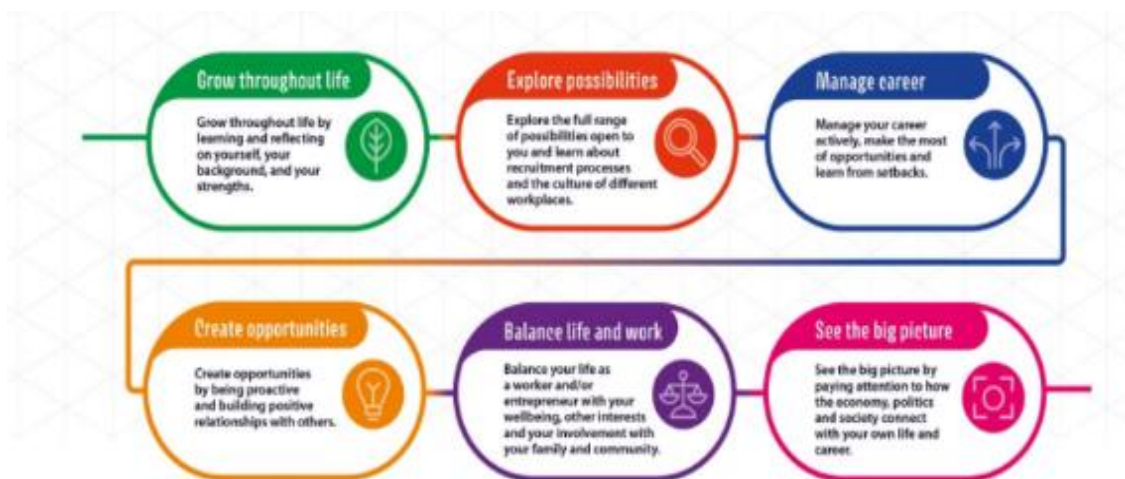 Grow throughout life
Grow throughout life by
learning and reflecting
on yourself, your
background, and your
strengths.
Explore possibilities
Explore the full range
of possibilities open to
you and learn about
recruitment processes
and the culture of different
workplaces.
Manage career
Manage your career
actively, make the most
of opportunities and
learn from setbacks.
Create opportunities
Create opportunities
by being proactive
and building positive
relationships with others.
Balance life and work
Balance your life as
a worker and/or
entrepreneur with your
wellbeing, other interests
and your involvement with
your family and community.
See the big picture
See the big picture by
paying attention to how
the economy, politics
and society connect
with your own life and
career.